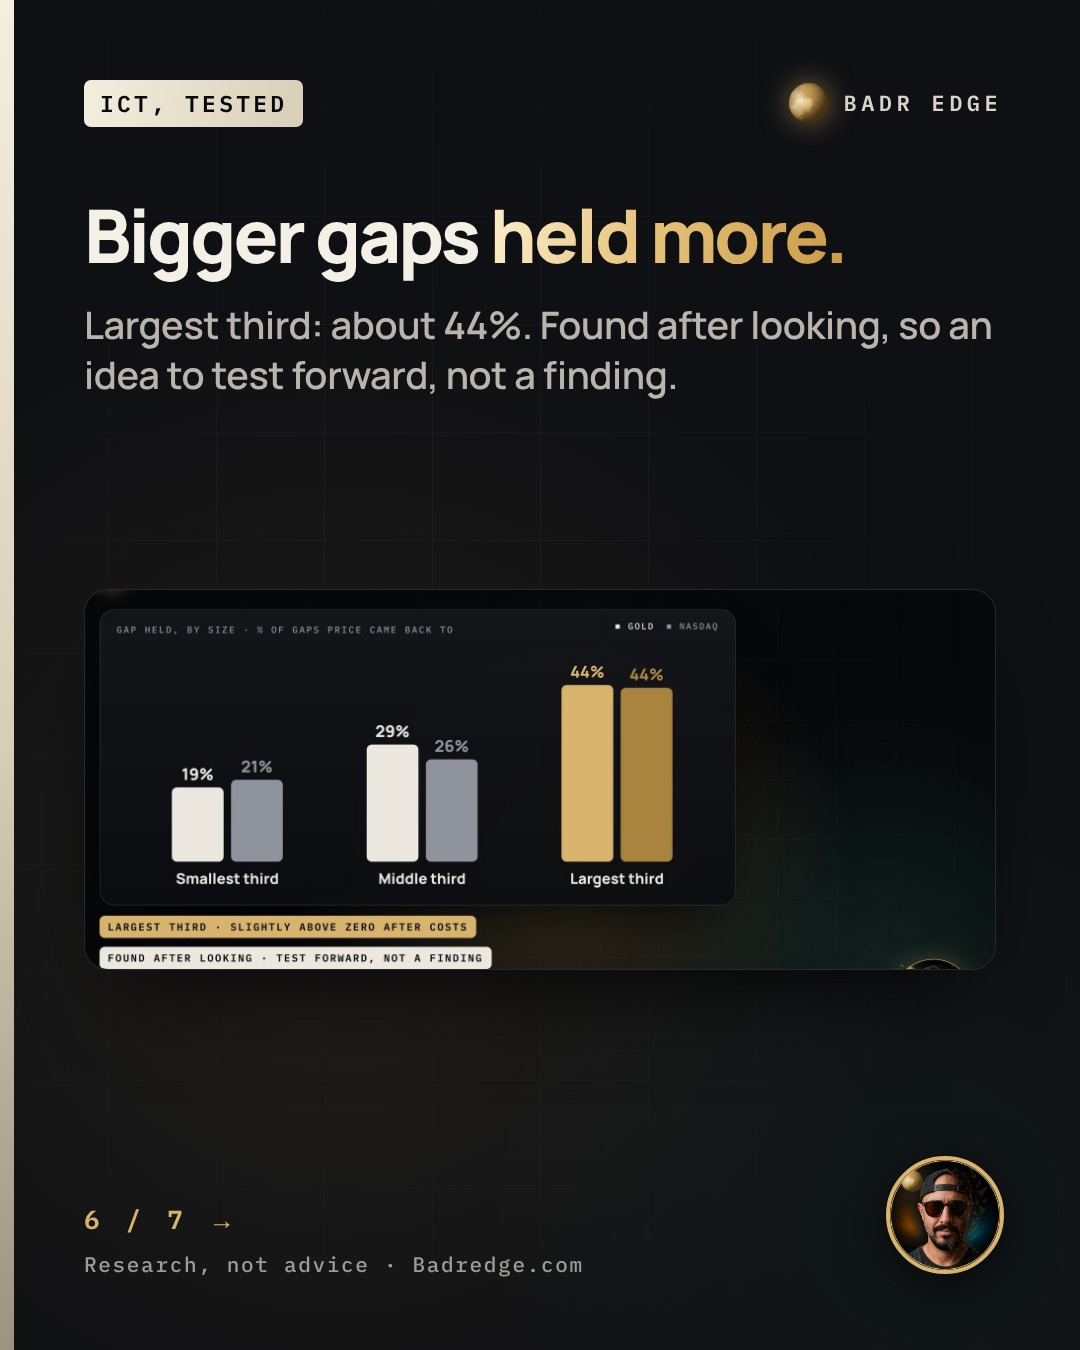 ICT, TESTED
BADR EDGE
Bigger gaps held more.
Largest third: about 44%. Found after looking, so an
idea to test forward, not a finding.
GAP HELD, BY SIZE · % OF GAPS PRICE CAME BACK TO
■ GOLD ■ NASDAQ
44% 44%
29% 26%
19% 21%
Smallest third Middle third Largest third
LARGEST THIRD · SLIGHTLY ABOVE ZERO AFTER COSTS
FOUND AFTER LOOKING · TEST FORWARD, NOT A FINDING
6 / 7 →
Research, not advice · Badredge.com